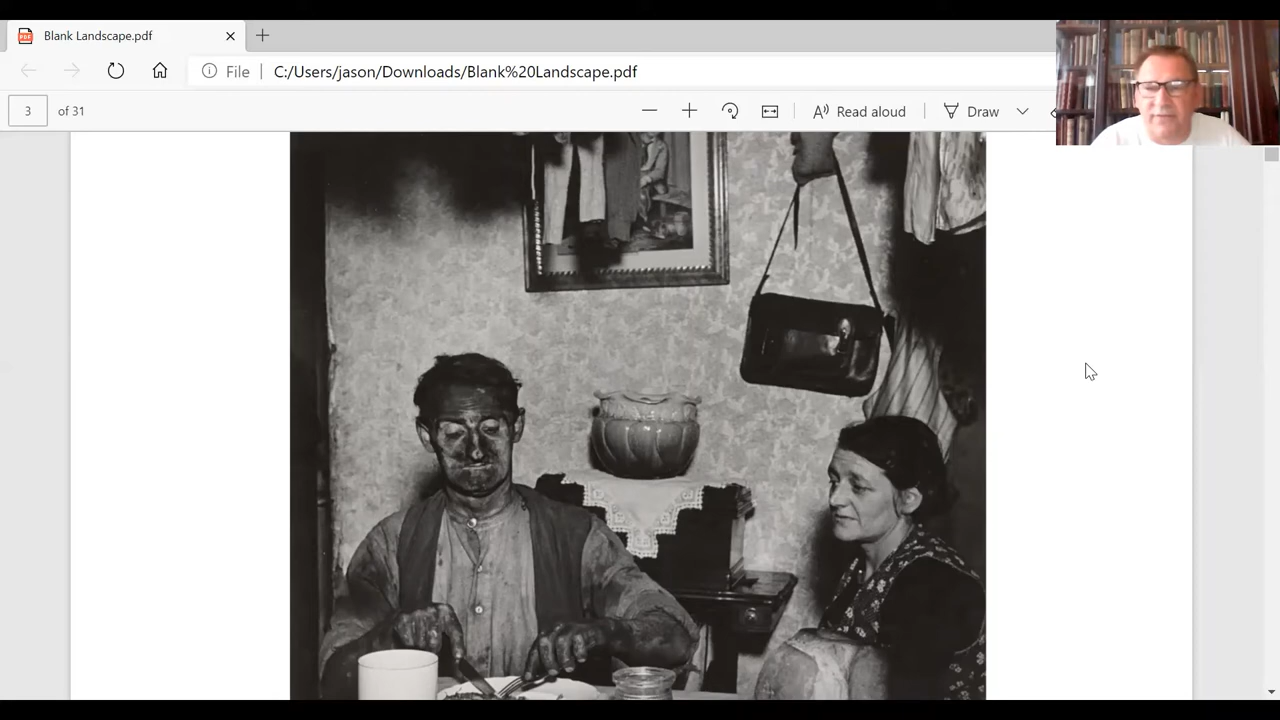 Blank Landscape.pdf
File C:/Users/jason/Downloads/Blank%20Landscape.pdf
3 of 31 Read aloud Draw